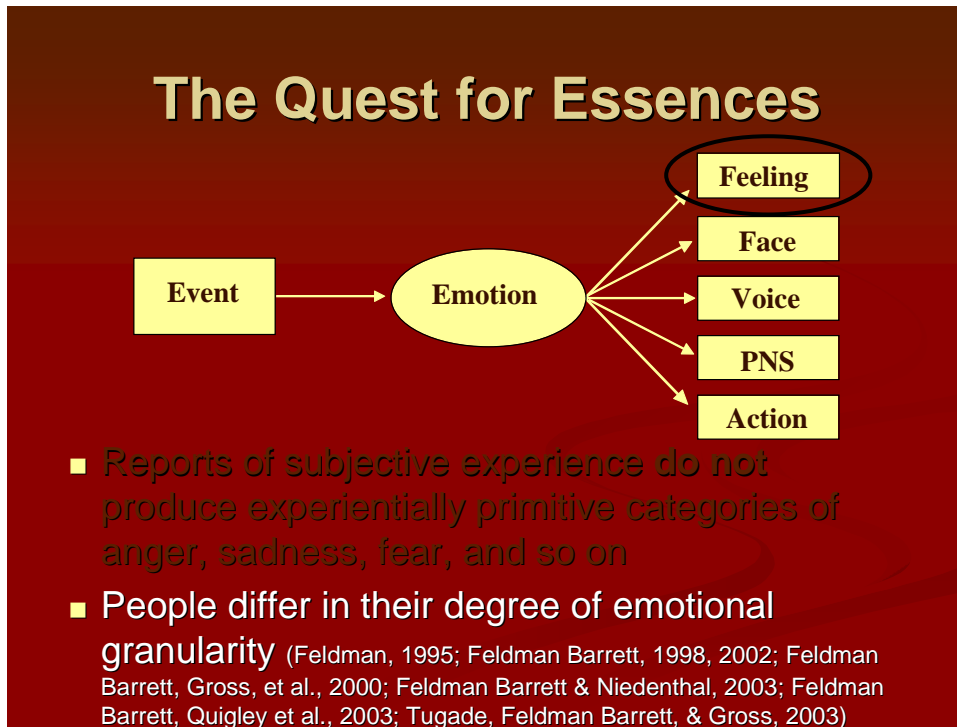 The Quest for Essences
Feeling
Face
Event
Emotion
Voice
PNS
Action
Reports of subjective experience do not
produce experientially primitive categories of
anger, sadness, fear, and so on
People differ in their degree of emotional
granularity (Feldman, 1995; Feldman Barrett, 1998, 2002; Feldman
Barrett, Gross, et al., 2000; Feldman Barrett & Niedenthal, 2003; Feldman
Barrett, Quigley et al., 2003; Tugade, Feldman Barrett, & Gross, 2003)